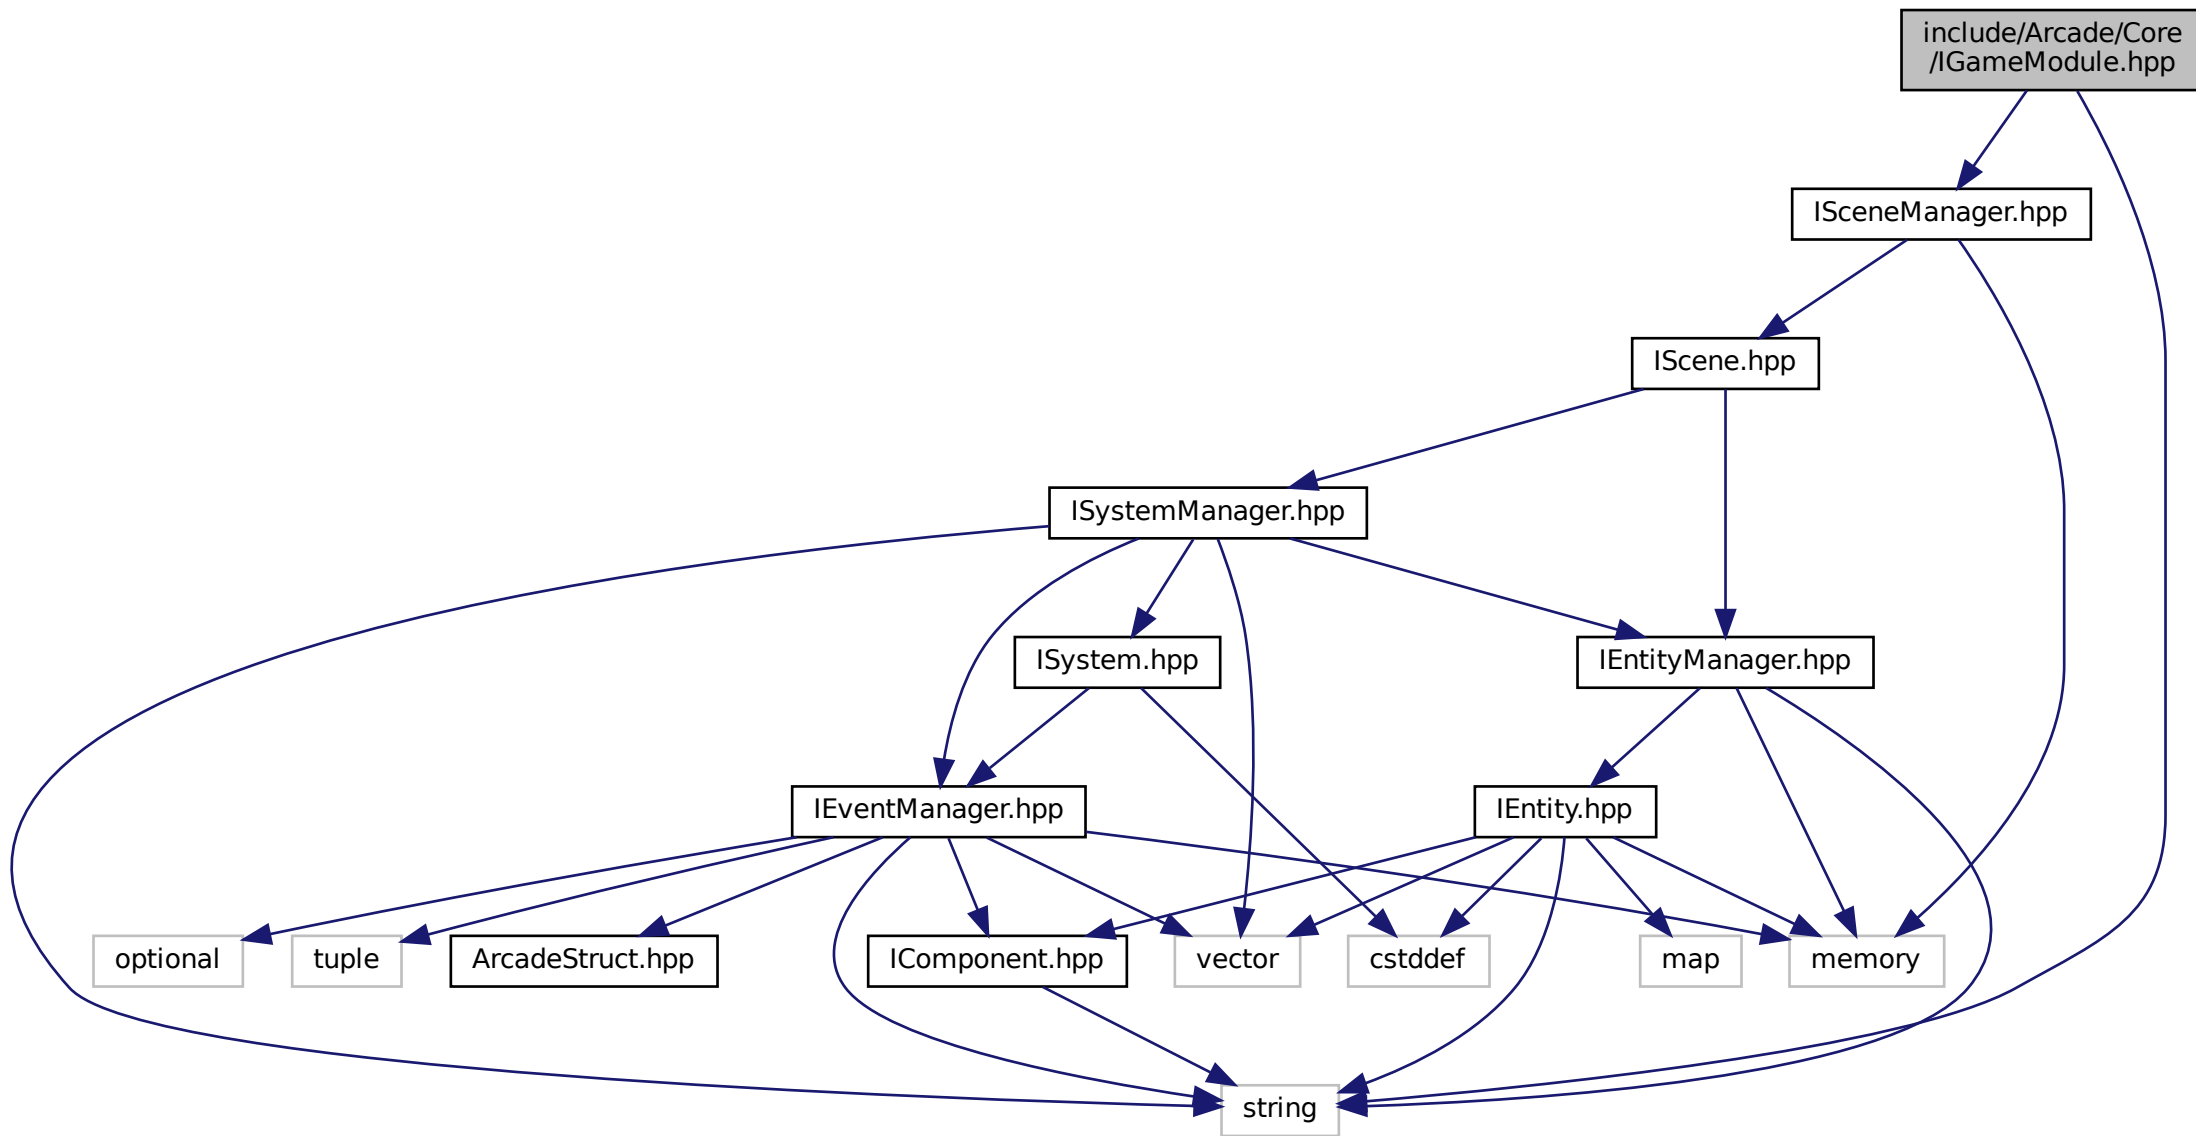 include/Arcade/Core
/IGameModule.hpp
ISceneManager.hpp
IScene.hpp
ISystemManager.hpp
ISystem.hpp
IEntityManager.hpp
IEventManager.hpp
IEntity.hpp
optional
tuple
ArcadeStruct.hpp
IComponent.hpp
vector
cstddef
map
memory
string